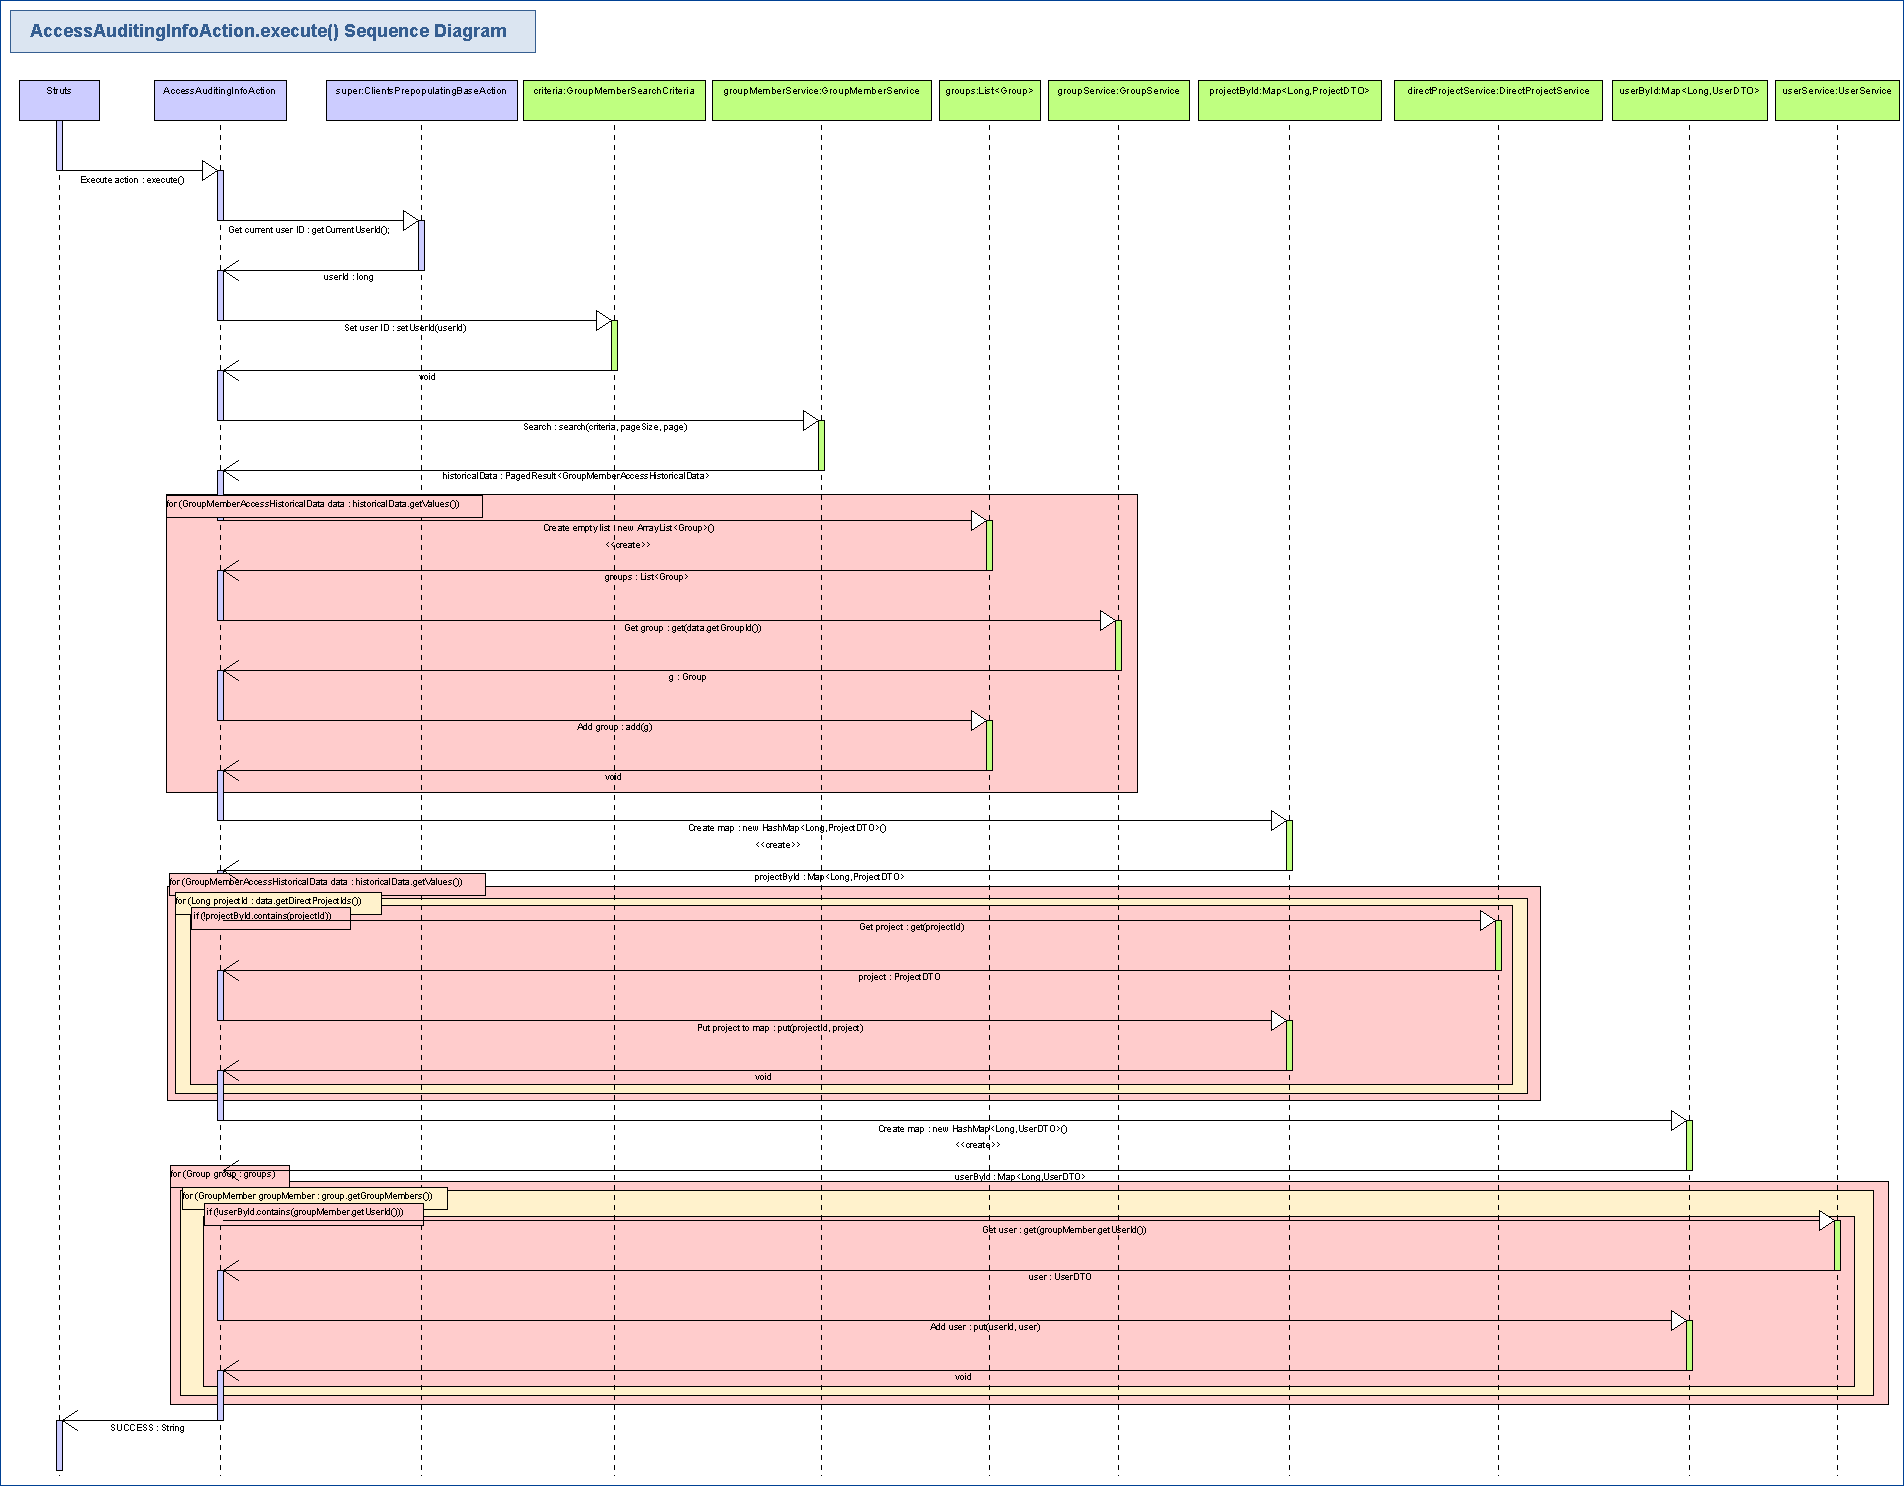 AccessAuditingInfoAction.execute() Sequence Diagram
Struts
AccessAuditingInfoAction
super:ClientsPrepopulatingBaseAction
criteria:GroupMemberSearchCriteria
groupMemberService:GroupMemberService
groups:List<Group>
groupService:GroupService
projectById:Map<Long,ProjectDTO>
directProjectService:DirectProjectService
userById:Map<Long,UserDTO>
userService:UserService
Execute action : execute()
Get current user ID : getCurrentUserId();
userId : long
Set user ID : setUserId(userId)
void
Search : search(criteria, pageSize, page)
historicalData : PagedResult<GroupMemberAccessHistoricalData>
for (GroupMemberAccessHistoricalData data : historicalData.getValues())
Create empty list : new ArrayList<Group>()
<<create>>
groups : List<Group>
Get group : get(data.getGroupId())
g : Group
Add group : add(g)
void
Create map : new HashMap<Long,ProjectDTO>()
<<create>>
projectById : Map<Long,ProjectDTO>
for (GroupMemberAccessHistoricalData data : historicalData.getValues())
for (Long projectId : data.getDirectProjectIds())
if (!projectById.contains(projectId))
Get project : get(projectId)
project : ProjectDTO
Put project to map : put(projectId, project)
void
Create map : new HashMap<Long,UserDTO>()
<<create>>
userById : Map<Long,UserDTO>
for (Group group : groups)
for (GroupMember groupMember : group.getGroupMembers())
if (!userById.contains(groupMember.getUserId()))
Get user : get(groupMember.getUserId())
user : UserDTO
Add user : put(userId, user)
void
SUCCESS : String